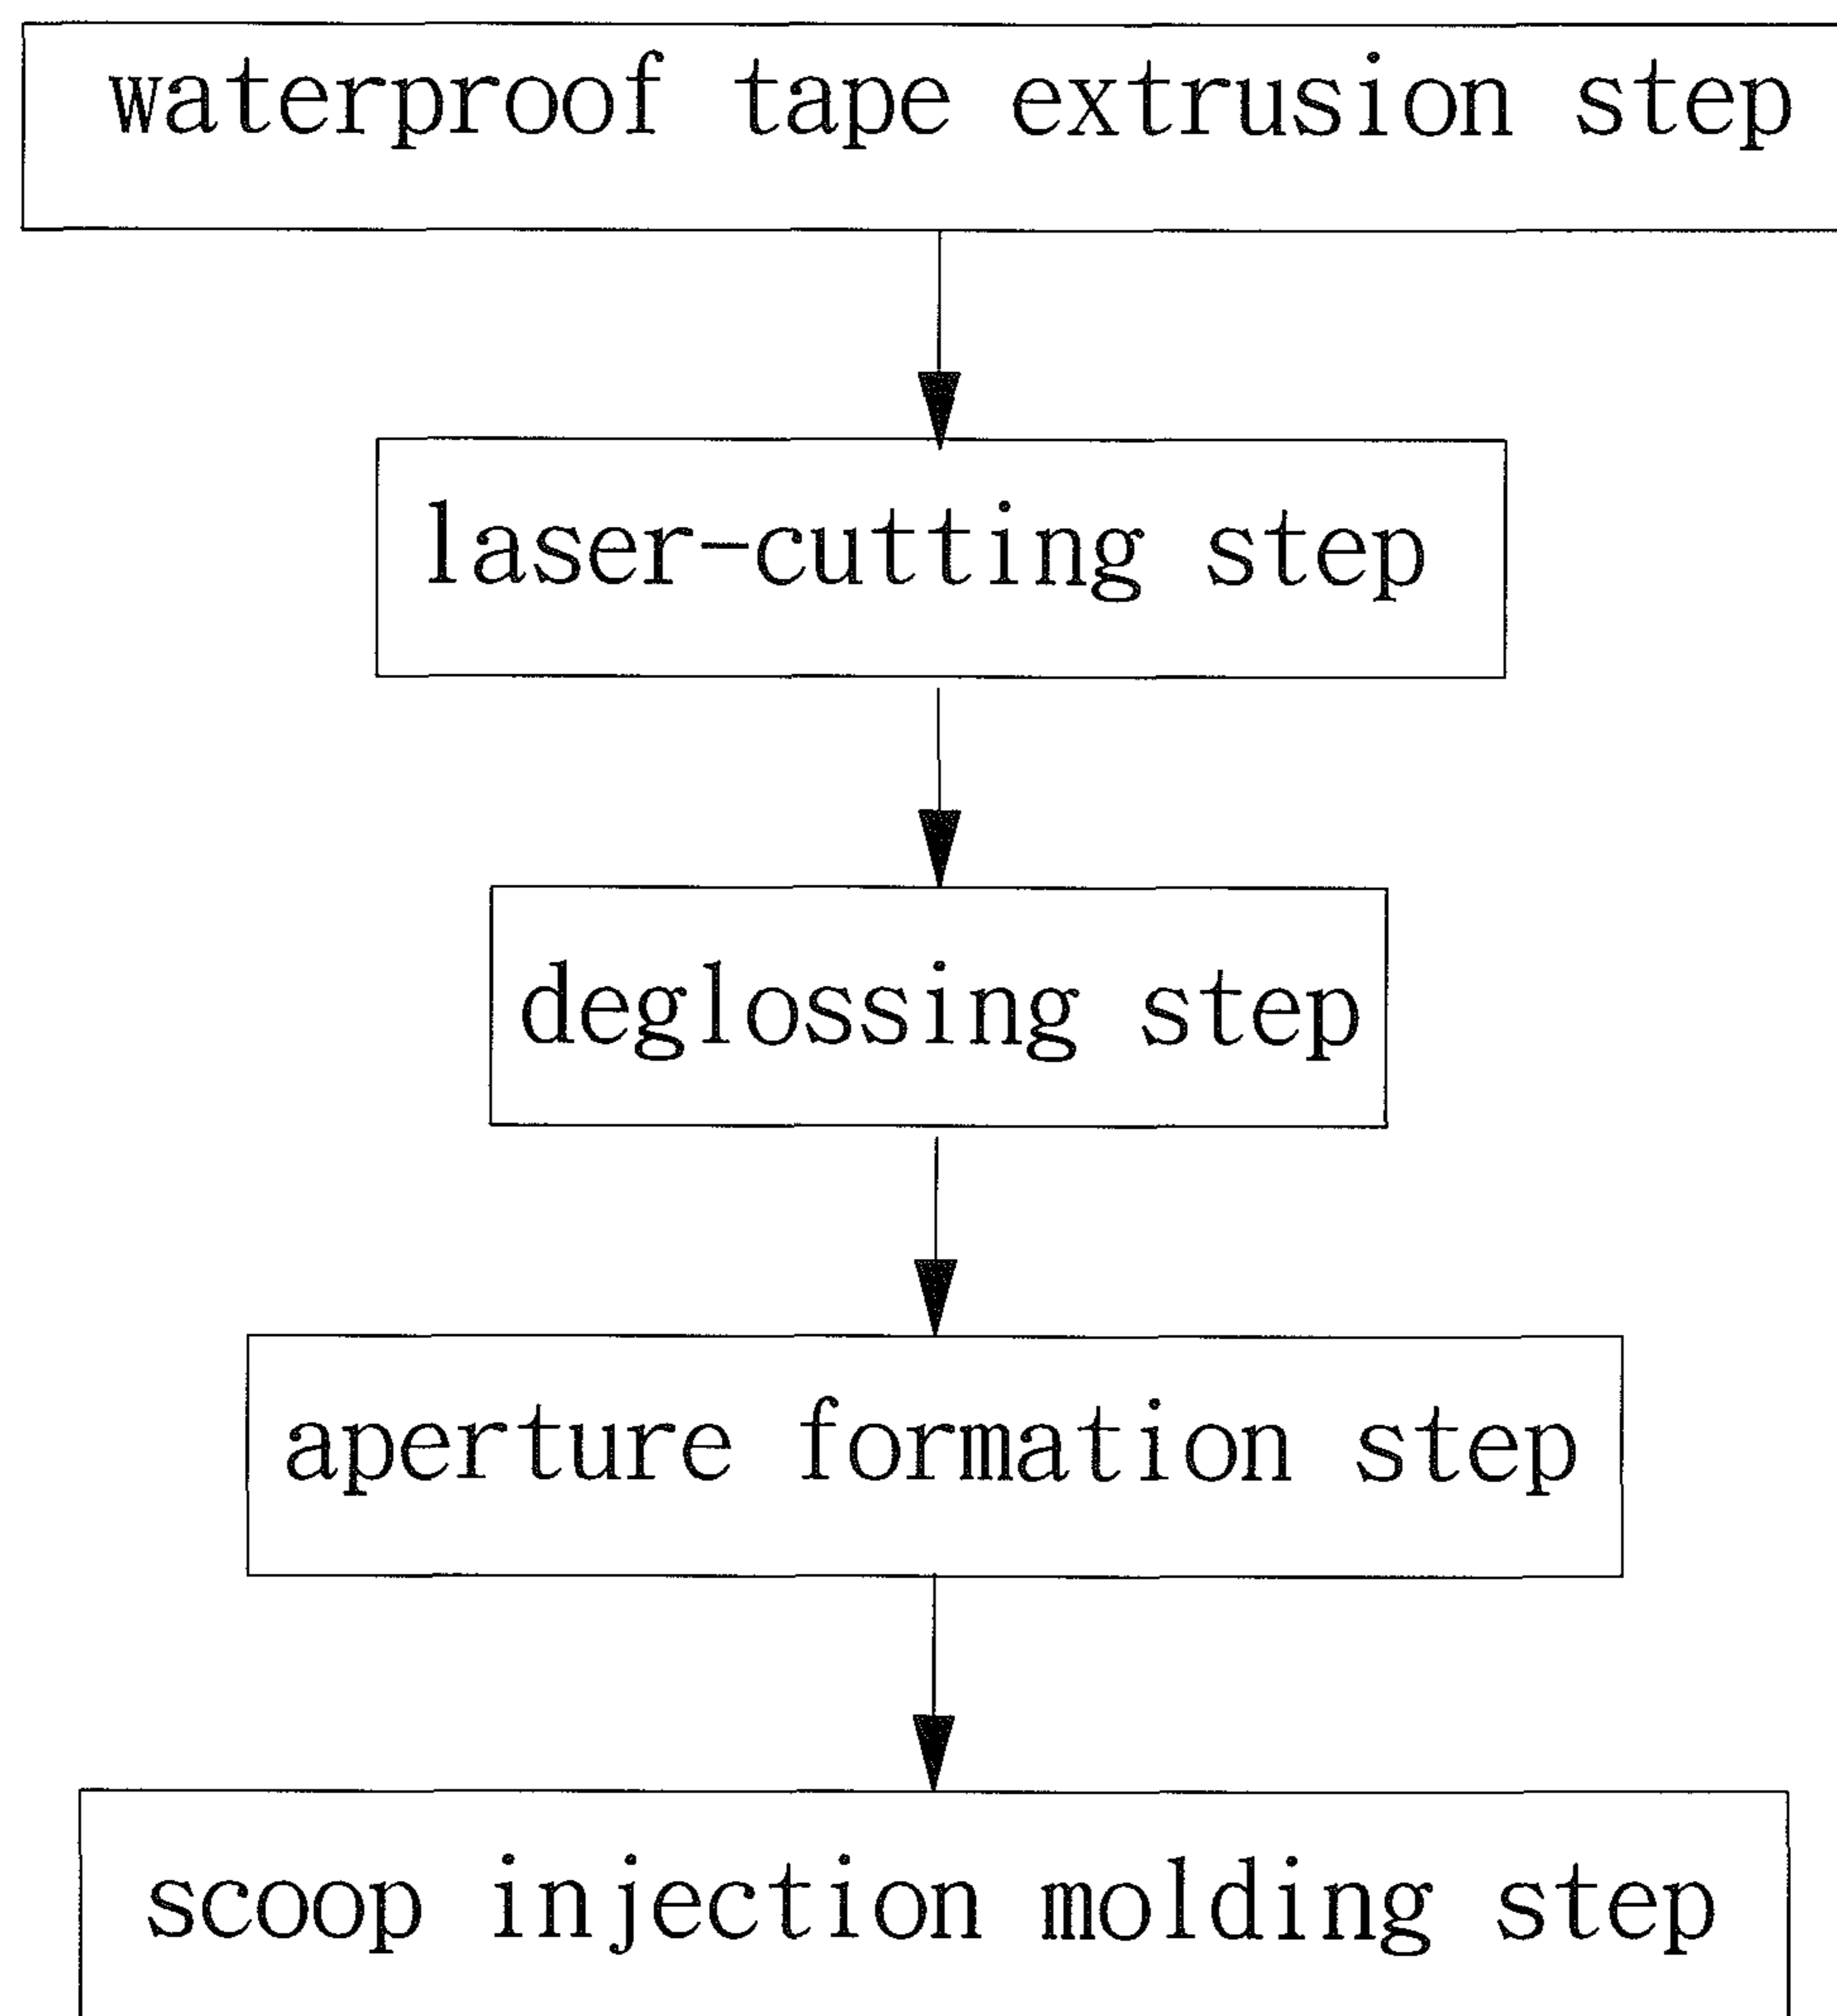 waterproof tape extrusion step
laser-cutting step
deglossing step
aperture formation step
scoop injection molding step